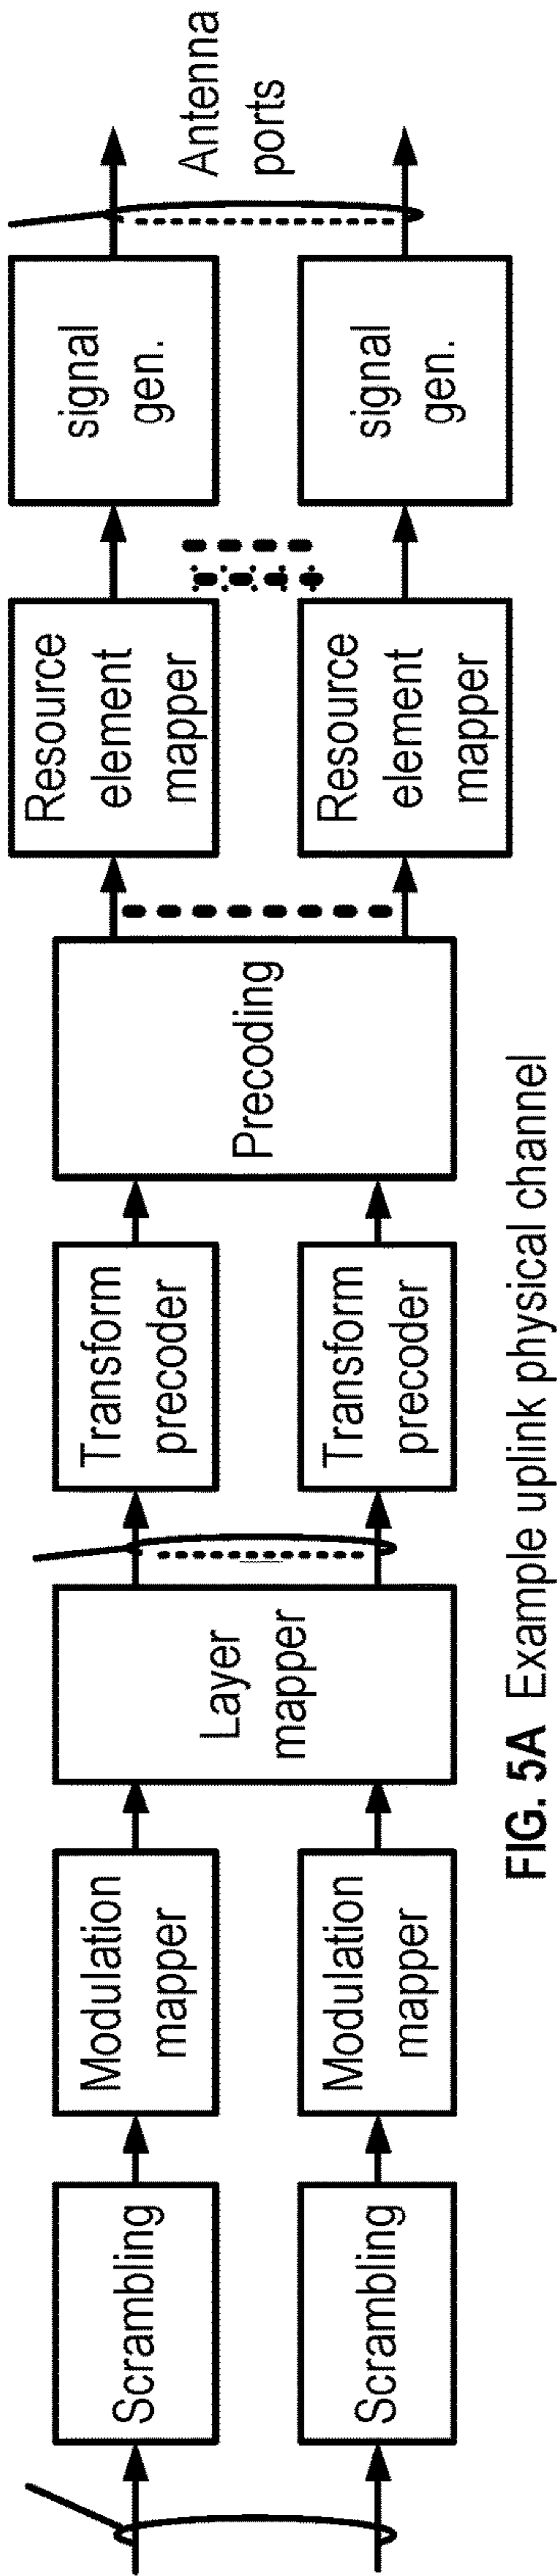 Scrambling
Scrambling
Modulation
mapper
Modulation
mapper
Layer
mapper
Transform
precoder
Transform
precoder
Precoding
Resource
element
mapper
Resource
element
mapper
signal
gen.
signal
gen.
Antenna
ports
FIG. 5A Example uplink physical channel